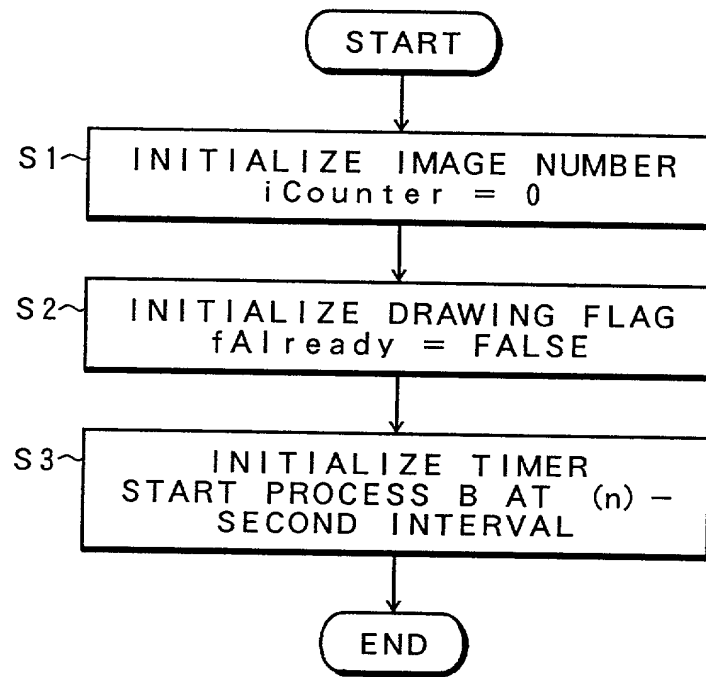 START
S1~ INITIALIZE IMAGE NUMBER
iCounter = 0
S2~ INITIALIZE DRAWING FLAG
fAlready = FALSE
S3~ INITIALIZE TIMER
START PROCESS B AT (n) –
SECOND INTERVAL
END